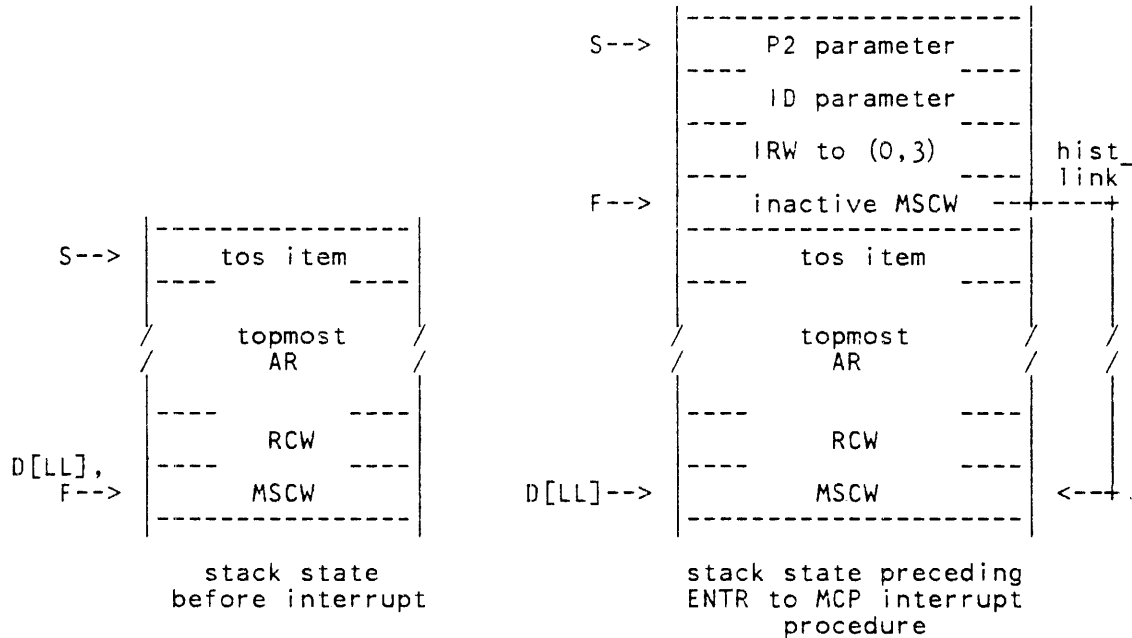 S--> P2 parameter
ID parameter
IRW to (0,3)
hist_
link
F--> inactive MSCW
S--> tos item
tos item
topmost
AR
topmost
AR
RCW
RCW
D[LL],
F--> MSCW
D[LL]--> MSCW
stack state
before interrupt
stack state preceding
ENTR to MCP interrupt
procedure